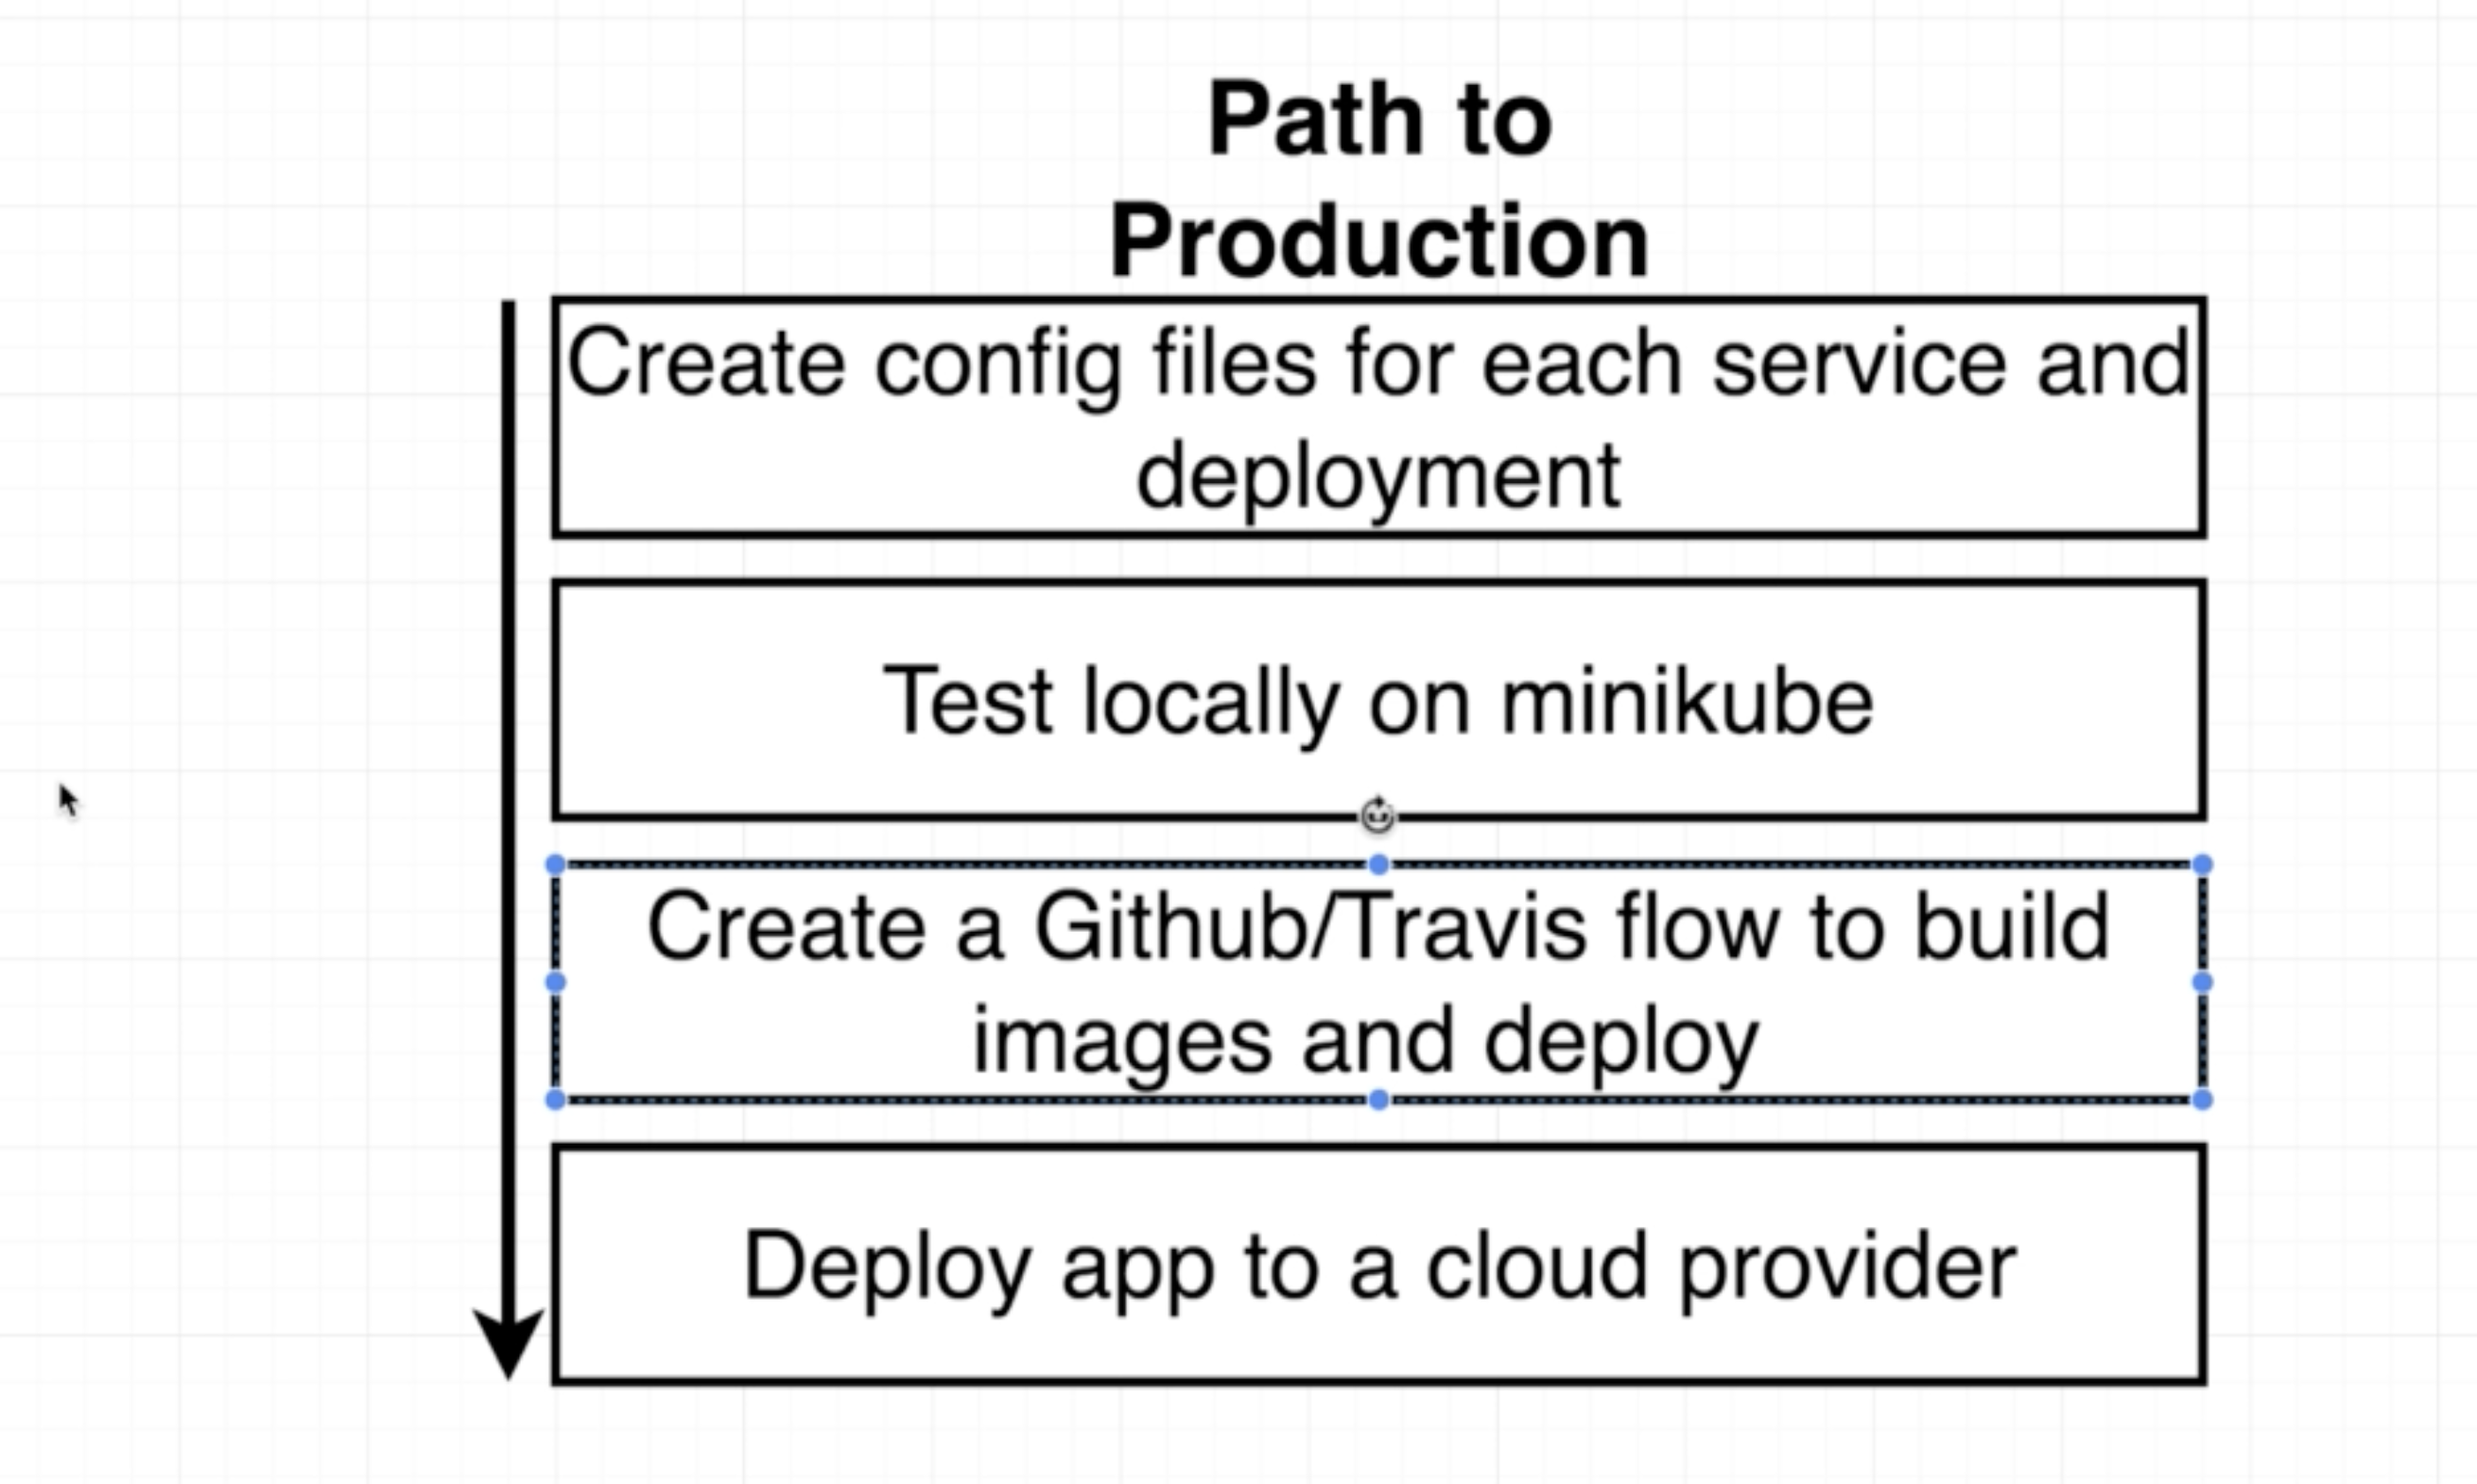 Path to
Production
Create config files for each service and
deployment
Test locally on minikube
Create a Github/Travis flow to build
images and deploy
Deploy app to a cloud provider